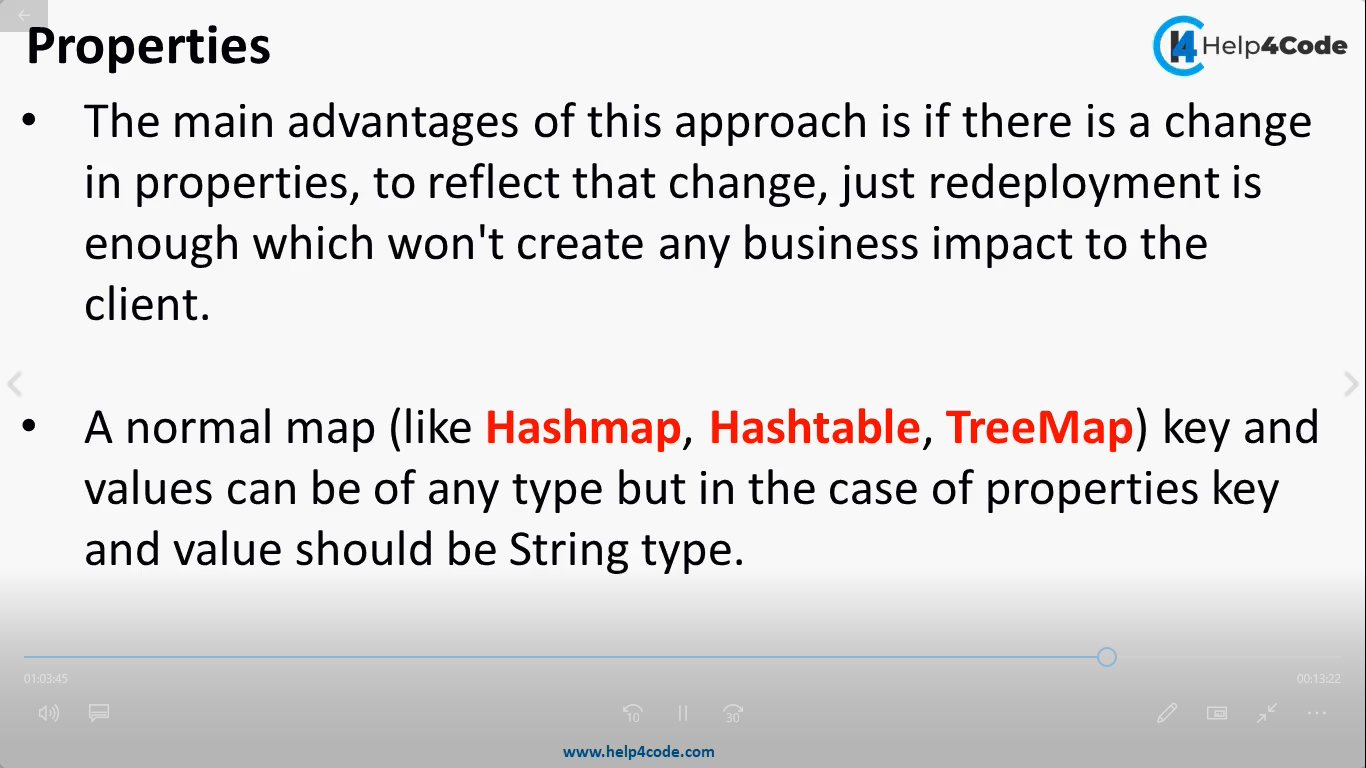 Properties
Help4Code
• The main advantages of this approach is if there is a change
in properties, to reflect that change, just redeployment is
enough which won't create any business impact to the
client.
• A normal map (like Hashmap, Hashtable, TreeMap) key and
values can be of any type but in the case of properties key
and value should be String type.
01:03:45
00:13:22
10
30
www.help4code.com